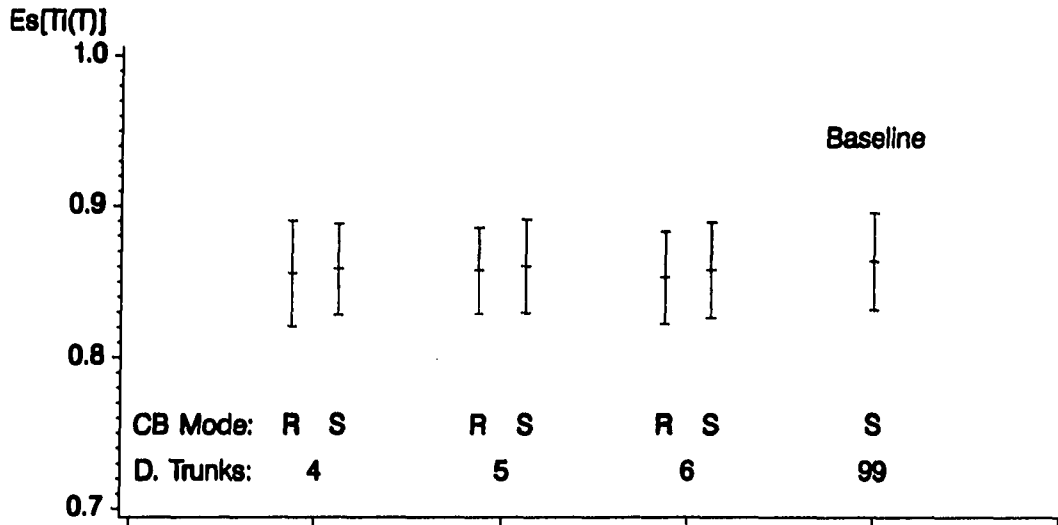 Es[Ti(T)]
1.0
Baseline
0.9
0.8
CB Mode: R S R S R S S
D. Trunks: 4 5 6 99
0.7